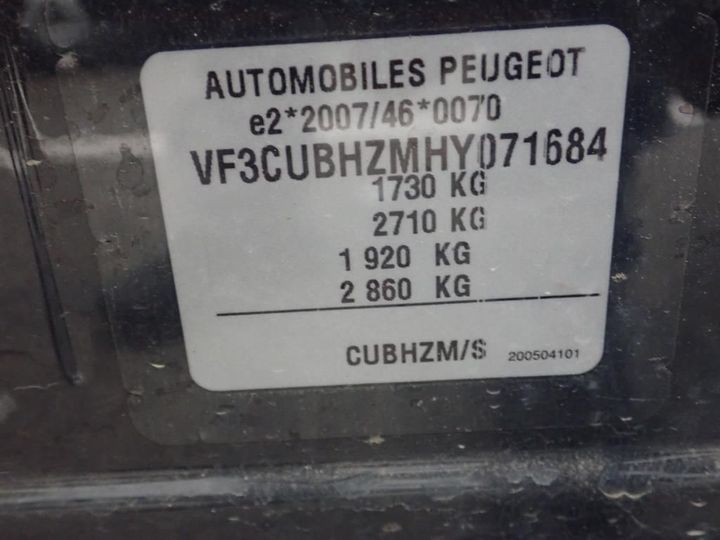 AUTOMOBILES PEUGEOT
e2*2007/46*0070
VF3CUBHZMHY071684
1730 KG
2710 KG
1 920 KG
2 860 KG
CUBHZM/S 200504101